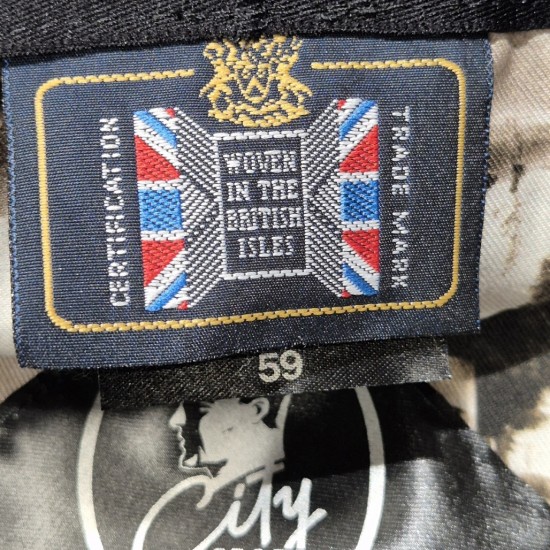 CERTIFICATION
WOVEN
IN THE
BRITISH
ISLES
TRADE MARK
59
City